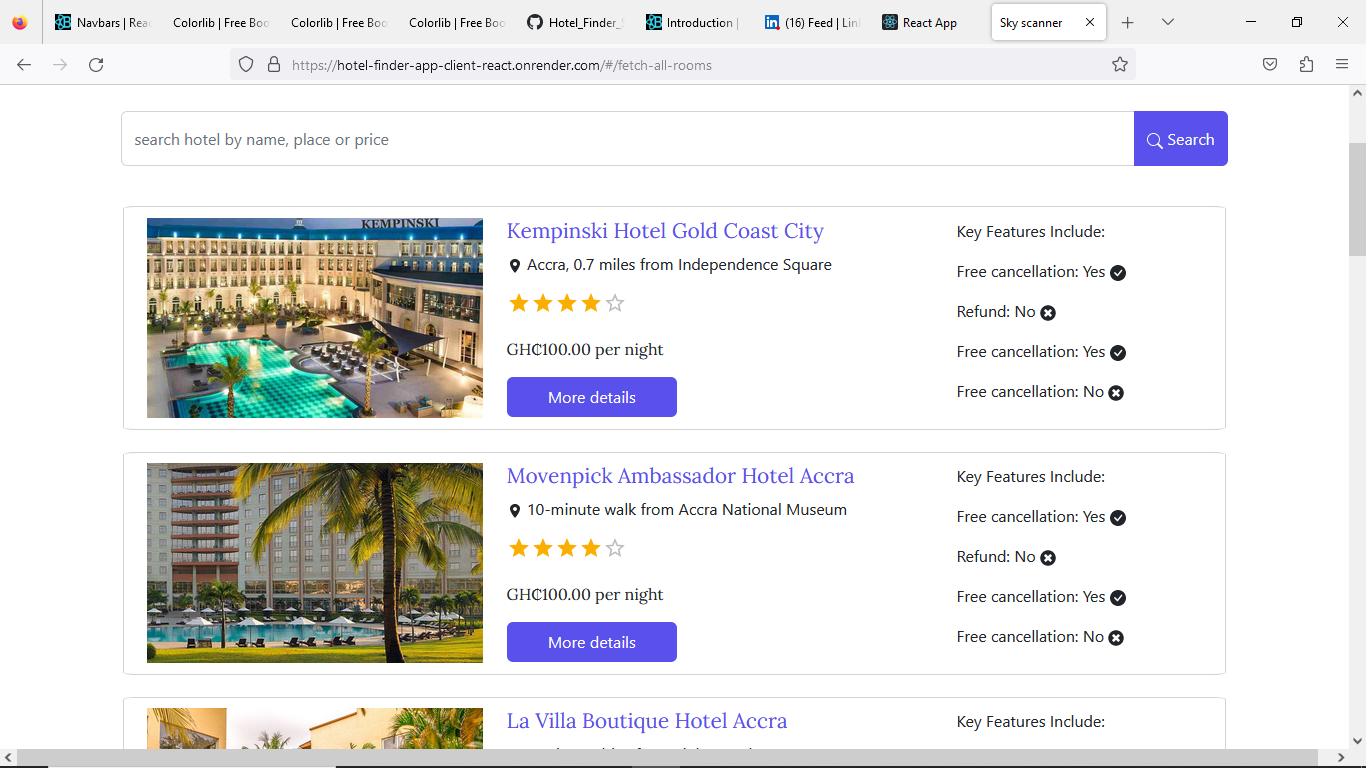 Navbars | Rea
Colorlib | Free Boo
Colorlib | Free Boo
Colorlib | Free Boo
Hotel_Finder_
Introduction |
(16) Feed | Lin
React App
Sky scanner
https://hotel-finder-app-client-react.onrender.com/#/fetch-all-rooms
search hotel by name, place or price
Search
KEMPINSKI
Kempinski Hotel Gold Coast City
Accra, 0.7 miles from Independence Square
GH₵100.00 per night
More details
Key Features Include:
Free cancellation: Yes
Refund: No
Free cancellation: Yes
Free cancellation: No
Movenpick Ambassador Hotel Accra
10-minute walk from Accra National Museum
GH₵100.00 per night
More details
Key Features Include:
Free cancellation: Yes
Refund: No
Free cancellation: Yes
Free cancellation: No
La Villa Boutique Hotel Accra
Key Features Include: